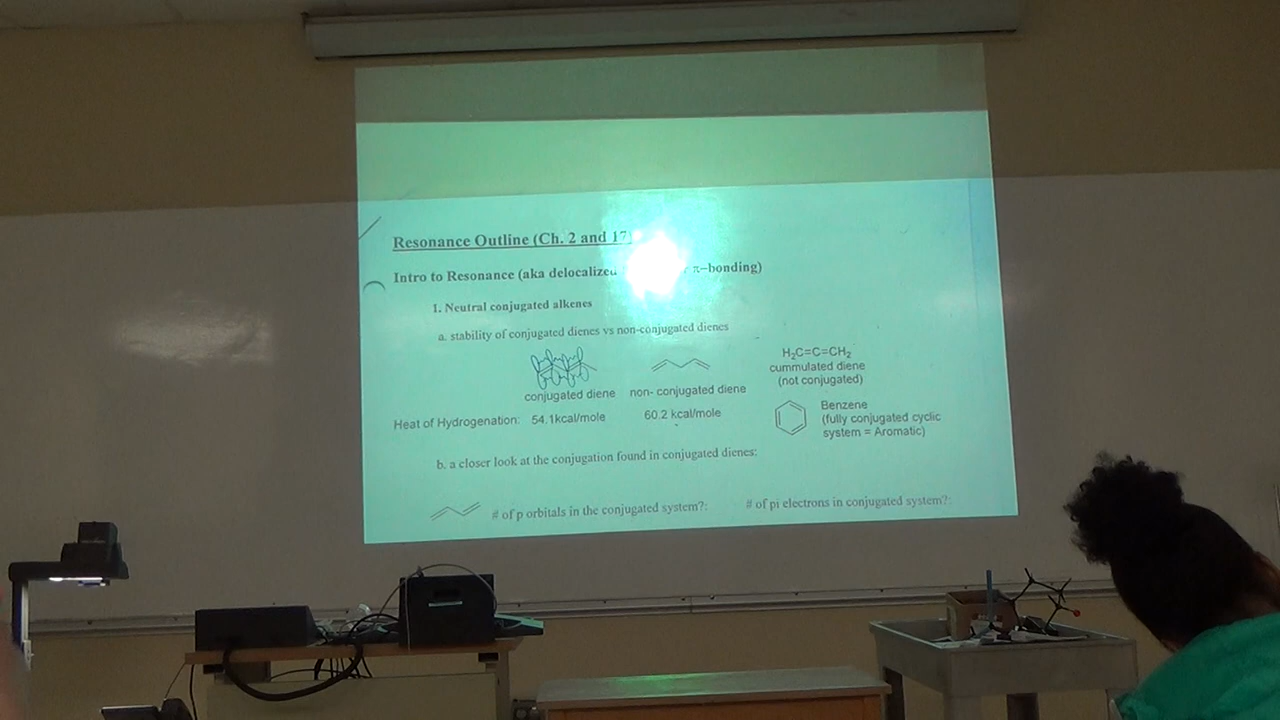 Resonance Outline (Ch. 2 and 17
Intro to Resonance (aka delocalized π-bonding)
1. Neutral conjugated alkenes
a. stability of conjugated dienes vs non-conjugated dienes
H₂C=C=CH₂
cummulated diene
(not conjugated)
conjugated diene non- conjugated diene
Heat of Hydrogenation: 54.1kcal/mole 60.2 kcal/mole
Benzene
(fully conjugated cyclic
system = Aromatic)
b. a closer look at the conjugation found in conjugated dienes:
# of p orbitals in the conjugated system?: # of pi electrons in conjugated system?: